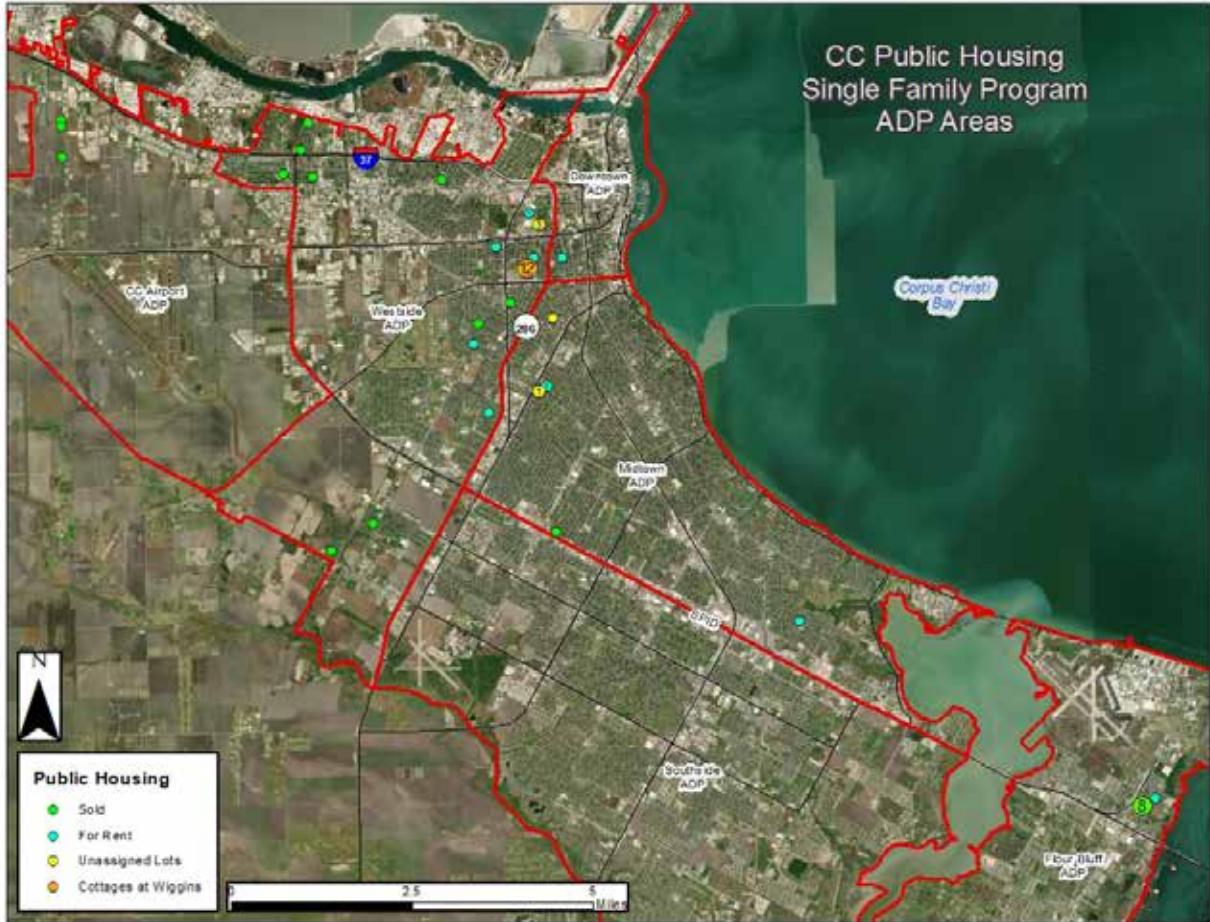 CC Public Housing
Single Family Program
ADP Areas
37
Downtown
ADP
12
CC Airport
ADP
Westside
ADP
Corpus Christi
Bay
286
Midtown
ADP
SPID
Southside
ADP
8
Flour Bluff
ADP
N
Public Housing
Sold
For Rent
Unassigned Lots
Cottages at Wiggins
0 2.5 5
Miles